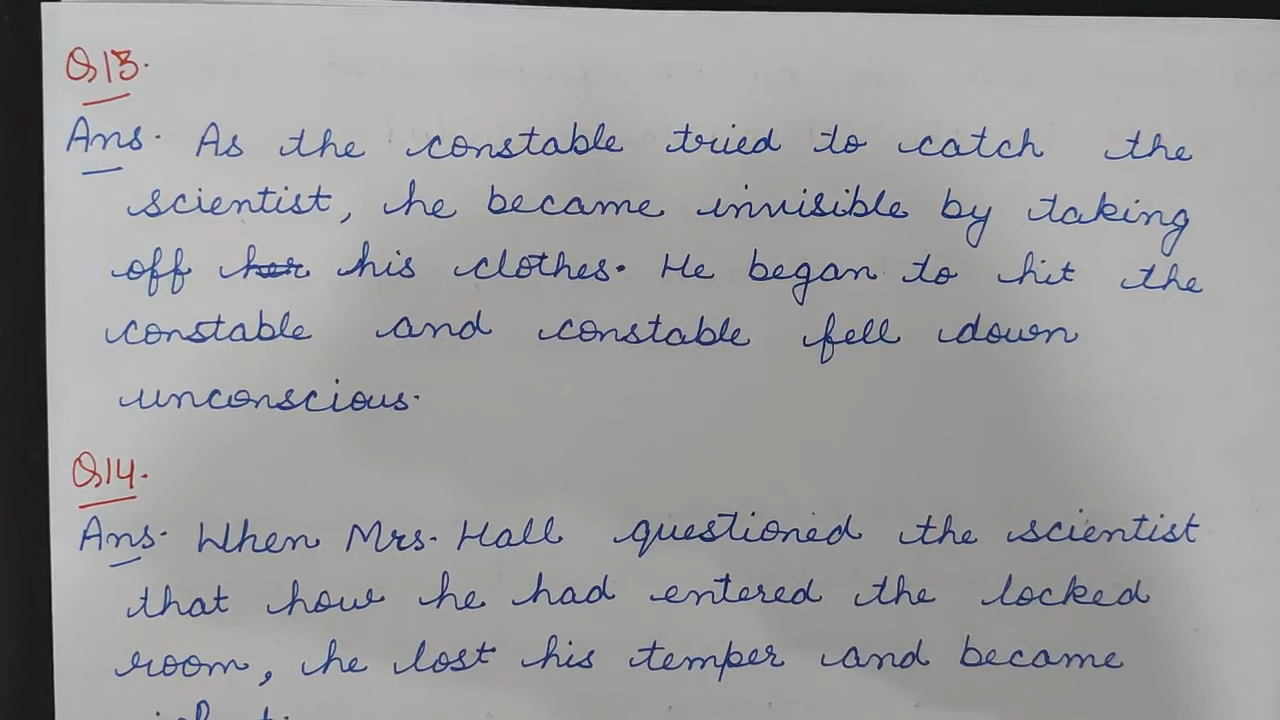 Q13.
Ans. As the constable tried to catch the
scientist, he became invisible by taking
off her his clothes. He began to hit the
constable and constable fell down
unconscious.
Q14.
Ans. When Mrs. Hall questioned the scientist
that how he had entered the locked
room, he lost his temper and became